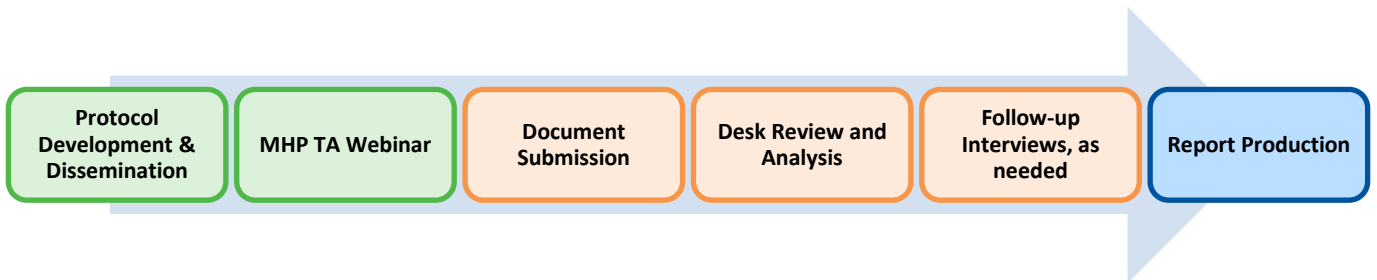 Protocol
Development &
Dissemination
MHP TA Webinar
Document
Submission
Desk Review and
Analysis
Follow-up
Interviews, as
needed
Report Production